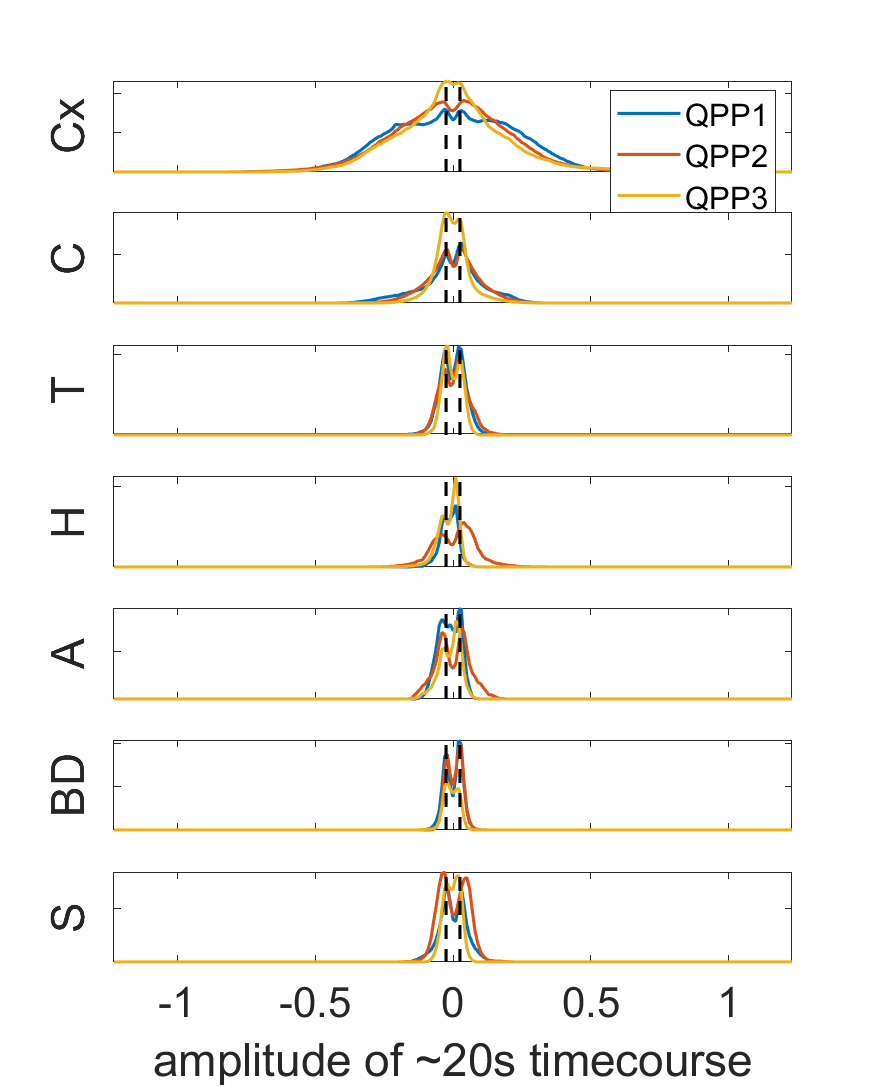 Cx
QPP1
QPP2
QPP3
C
T
H
A
BD
S
-1 -0.5 0 0.5 1
amplitude of ~20s timecourse